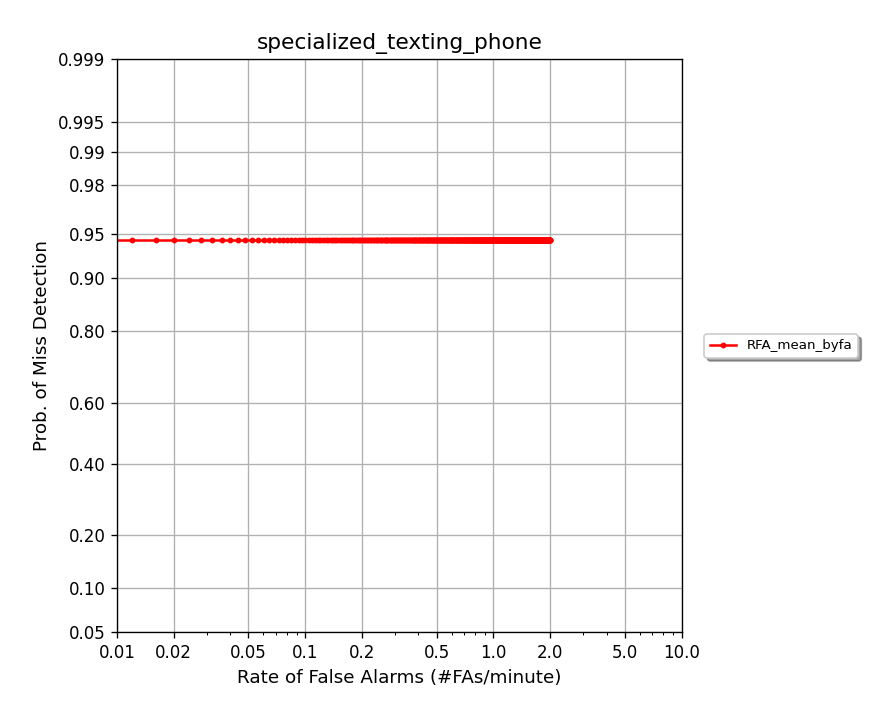 specialized_texting_phone
0.999
0.995
0.99
0.98
0.95
0.90
0.80
0.60
0.40
0.20
0.10
0.05
Prob. of Miss Detection
0.01 0.02 0.05 0.1 0.2 0.5 1.0 2.0 5.0 10.0
Rate of False Alarms (#FAs/minute)
RFA_mean_byfa